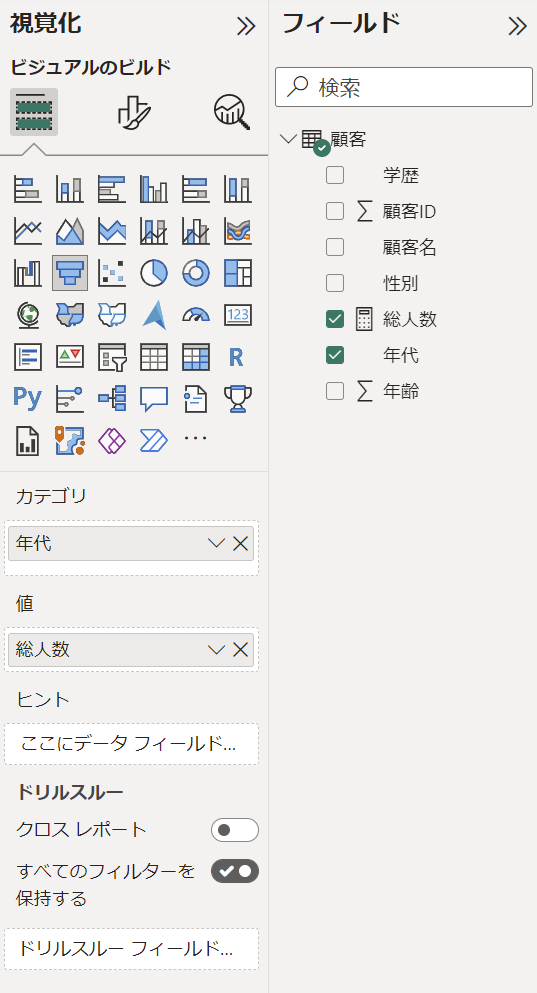 視覚化
ビジュアルのビルド
123
R
Py
カテゴリ
年代
値
総人数
ヒント
ここにデータ フィールド...
ドリルスルー
クロス レポート
すべてのフィルターを
保持する
ドリルスルー フィールド...
フィールド
検索
顧客
学歴
∑ 顧客ID
顧客名
性別
総人数
年代
∑ 年齢